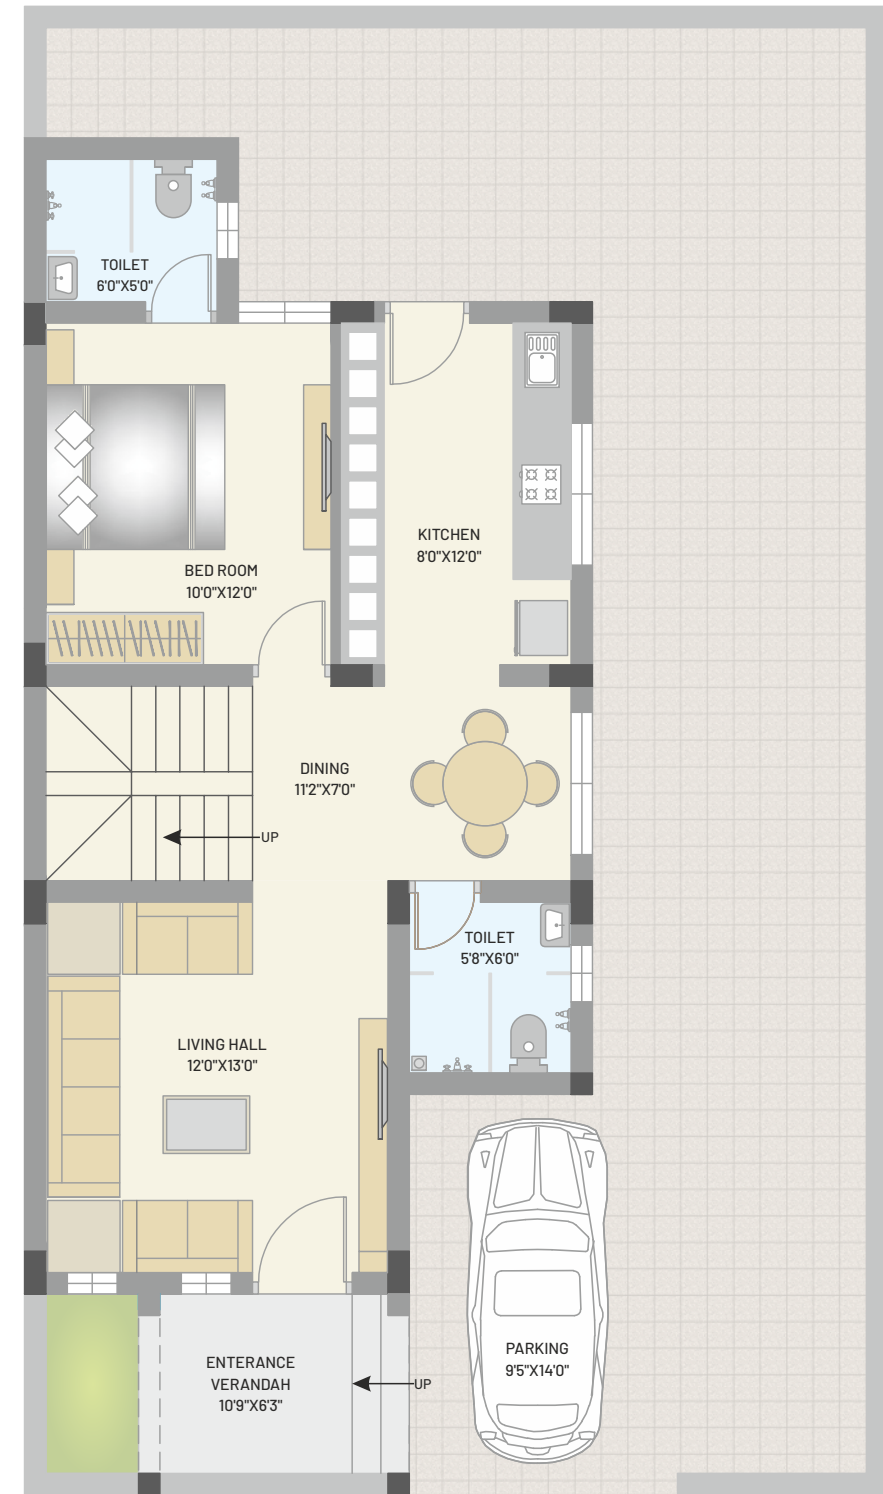 TOILET
6'0"X5'0"
KITCHEN
8'0"X12'0"
BED ROOM
10'0"X12'0"
DINING
11'2"X7'0"
UP
TOILET
5'8"X6'0"
LIVING HALL
12'0"X13'0"
PARKING
9'5"X14'0"
ENTERANCE
VERANDAH
10'9"X6'3"
UP